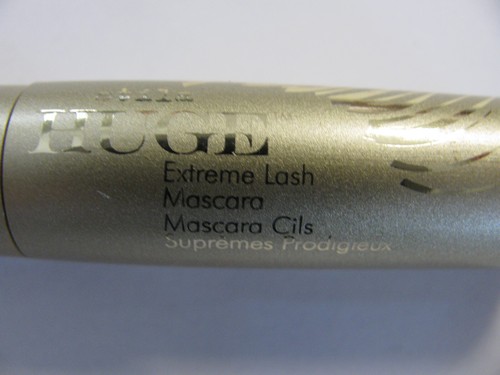 HUGE
Extreme Lash
Mascara
Mascara Cils
Suprêmes Prodigieux